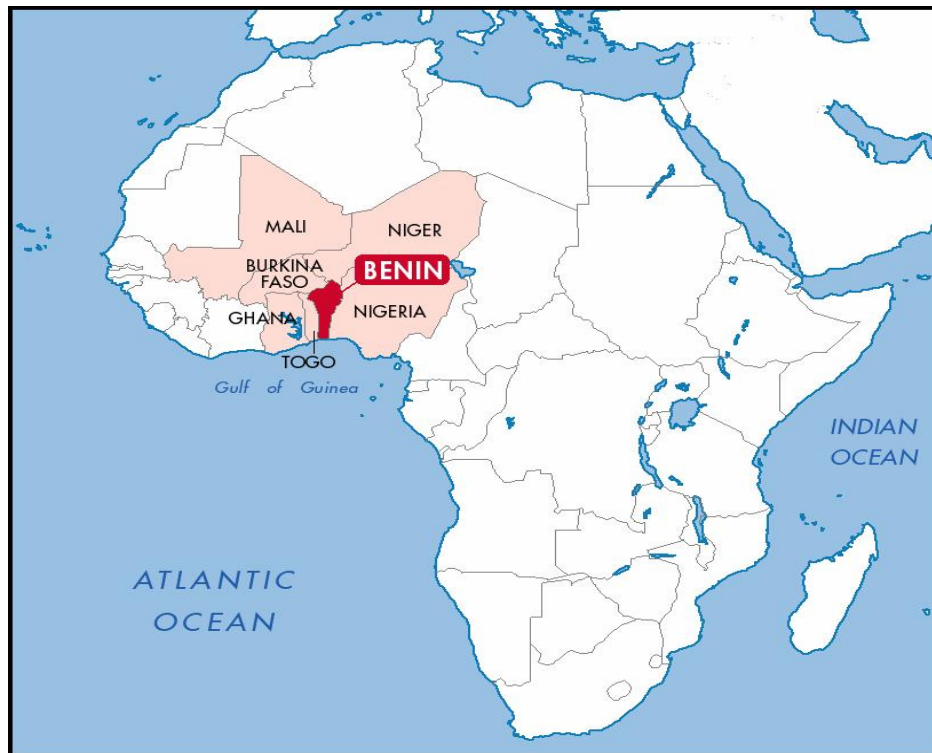 MALI
NIGER
BURKINA
FASO
BENIN
GHANA
NIGERIA
TOGO
Gulf of Guinea
INDIAN
OCEAN
ATLANTIC
OCEAN